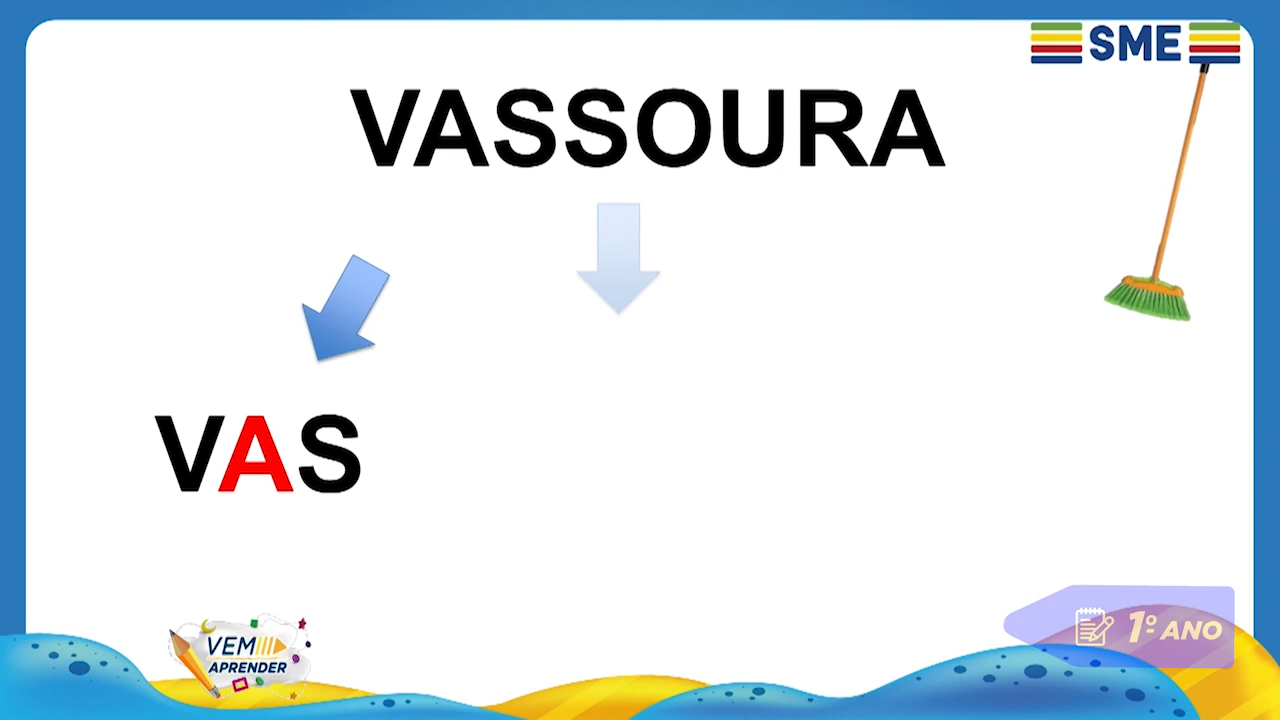 SME
VASSOURA
VAS
VEM
APRENDER
1º ANO